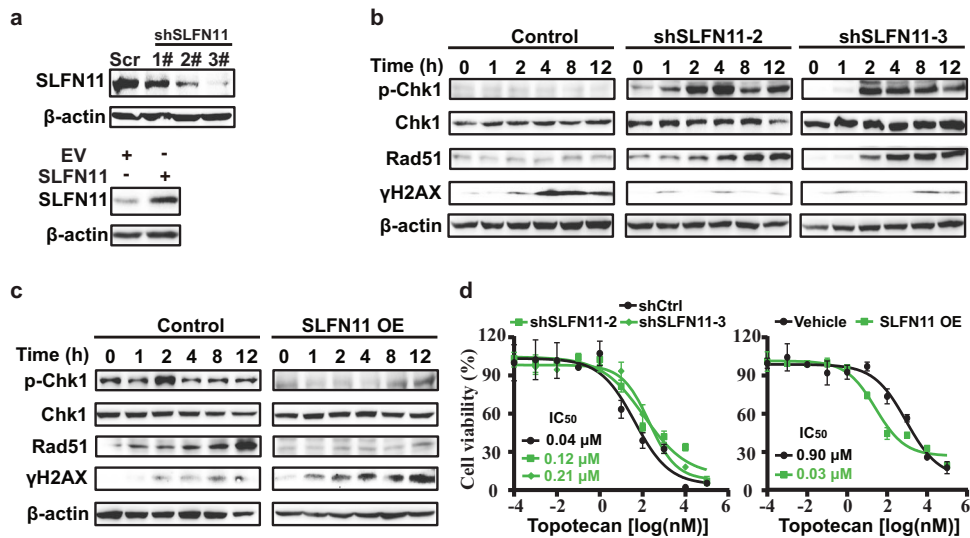 a
shSLFN11
Scr 1# 2# 3#
SLFN11
β-actin
EV + -
SLFN11 - +
SLFN11
β-actin
b
Control shSLFN11-2 shSLFN11-3
Time (h) 0 1 2 4 8 12 0 1 2 4 8 12 0 1 2 4 8 12
p-Chk1
Chk1
Rad51
γH2AX
β-actin
c
Control SLFN11 OE
Time (h) 0 1 2 4 8 12 0 1 2 4 8 12
p-Chk1
Chk1
Rad51
γH2AX
β-actin
d
shCtrl
shSLFN11-2 shSLFN11-3
Cell viability (%)
120
90
60
30
0
IC50
0.04 μM
0.12 μM
0.21 μM
-4 -2 0 2 4 6
Topotecan [log(nM)]
Vehicle SLFN11 OE
120
90
60
30
0
IC50
0.90 μM
0.03 μM
-4 -2 0 2 4 6
Topotecan [log(nM)]